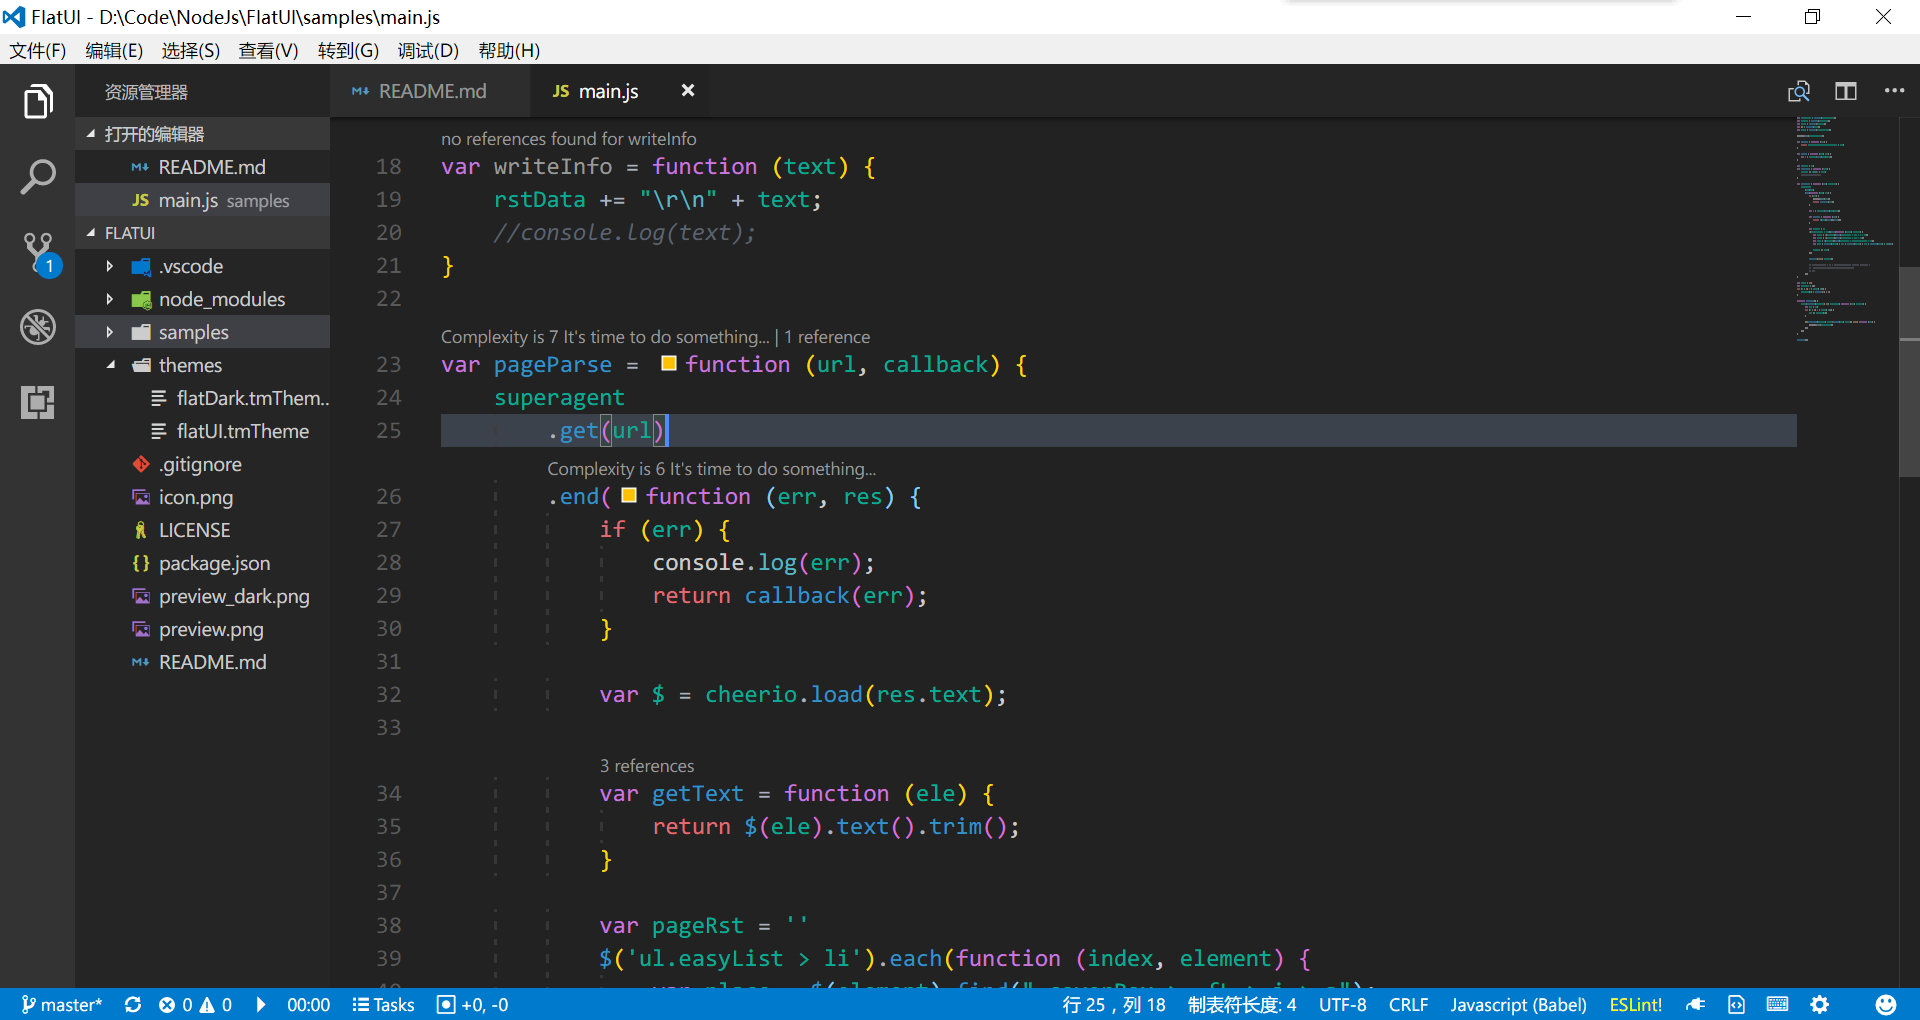 FlatUI - D:\Code\NodeJs\FlatUI\samples\main.js
文件(F) 编辑(E) 选择(S) 查看(V) 转到(G) 调试(D) 帮助(H)
资源管理器
打开的编辑器
README.md
JS main.js samples
FLATUI
.vscode
node_modules
samples
themes
flatDark.tmThem..
flatUI.tmTheme
.gitignore
icon.png
LICENSE
{} package.json
preview_dark.png
preview.png
README.md
1
README.md
JS main.js
no references found for writeInfo
18 var writeInfo = function (text) {
19 rstData += "\r\n" + text;
20 //console.log(text);
21 }
22
Complexity is 7 It's time to do something... | 1 reference
23 var pageParse = function (url, callback) {
24 superagent
25 .get(url)
Complexity is 6 It's time to do something...
26 .end( function (err, res) {
27 if (err) {
28 console.log(err);
29 return callback(err);
30 }
31
32 var $ = cheerio.load(res.text);
33
3 references
34 var getText = function (ele) {
35 return $(ele).text().trim();
36 }
37
38 var pageRst = ''
39 $('ul.easyList > li').each(function (index, element) {
master* 0 0 00:00 Tasks +0, -0 行 25，列 18 制表符长度: 4 UTF-8 CRLF Javascript (Babel) ESLint!